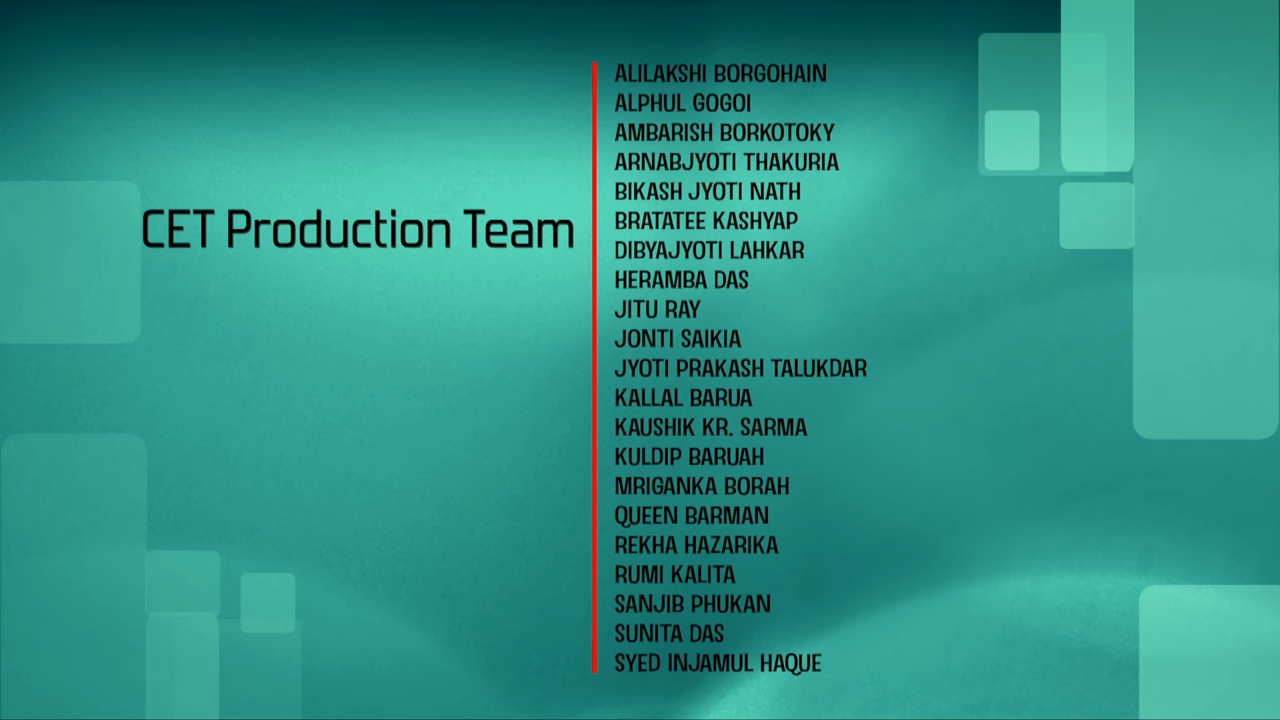 CET Production Team
ALILAKSHI BORGOHAIN
ALPHUL GOGOI
AMBARISH BORKOTOKY
ARNABJYOTI THAKURIA
BIKASH JYOTI NATH
BRATATEE KASHYAP
DIBYAJYOTI LAHKAR
HERAMBA DAS
JITU RAY
JONTI SAIKIA
JYOTI PRAKASH TALUKDAR
KALLAL BARUA
KAUSHIK KR. SARMA
KULDIP BARUAH
MRIGANKA BORAH
QUEEN BARMAN
REKHA HAZARIKA
RUMI KALITA
SANJIB PHUKAN
SUNITA DAS
SYED INJAMUL HAQUE